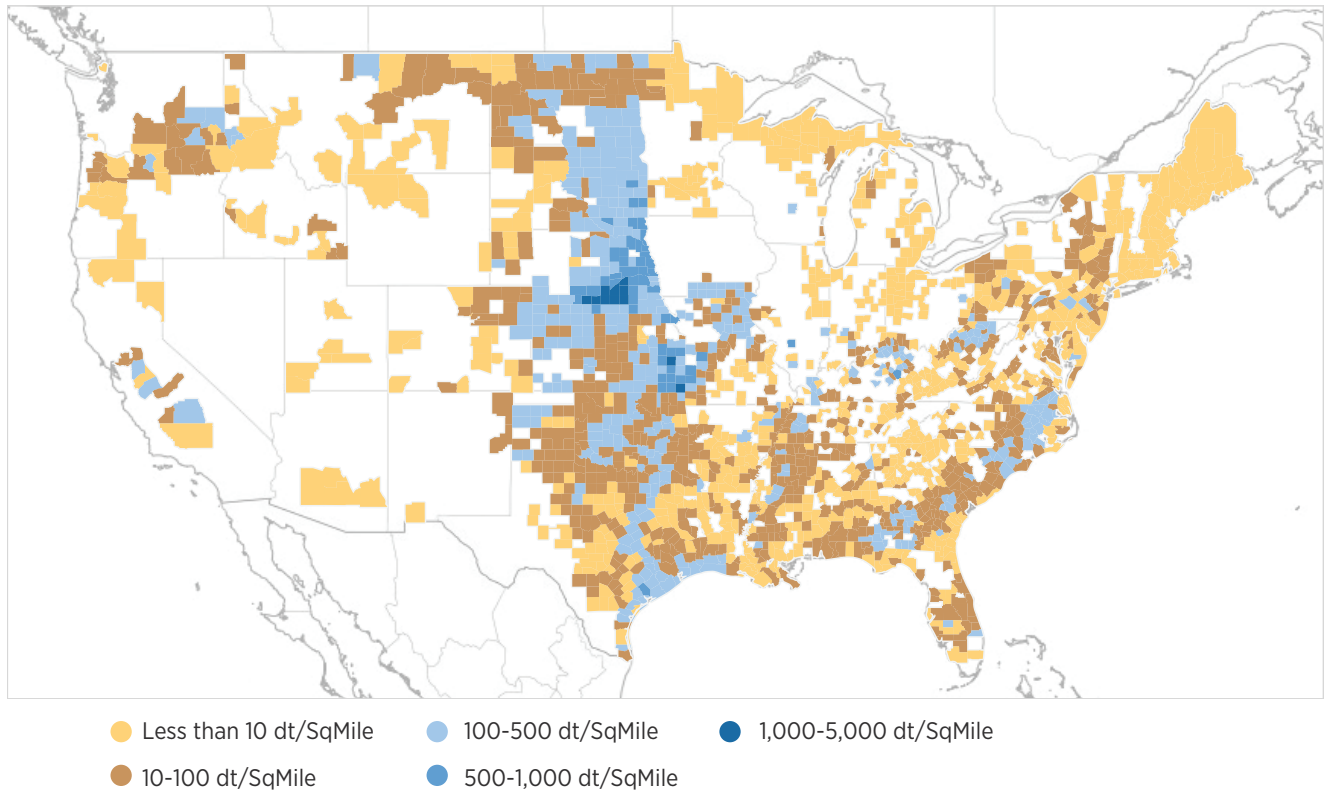 Less than 10 dt/SqMile
100-500 dt/SqMile
1,000-5,000 dt/SqMile
10-100 dt/SqMile
500-1,000 dt/SqMile